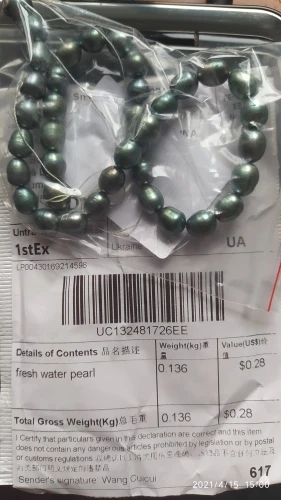 1stEx
Ukraine
UA
LP00430169214596
UC132481726EE
Details of Contents 品名描述
Weight(kg)重量
Value(US$)价值
fresh water pearl
0.136
$0.28
Total Gross Weight(Kg)总毛重
0.136
$0.28
I Certify that particulars given in this declaration are correct and this item
does not contain any dangerous articles prohibited by legislation or by postal
or customs regulations.
Sender's signature: Wang Cuicui
617
2021/4/15 15:00